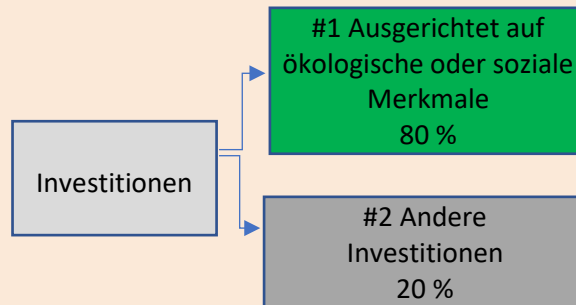 Investitionen
#1 Ausgerichtet auf
ökologische oder soziale
Merkmale
80 %
#2 Andere
Investitionen
20 %